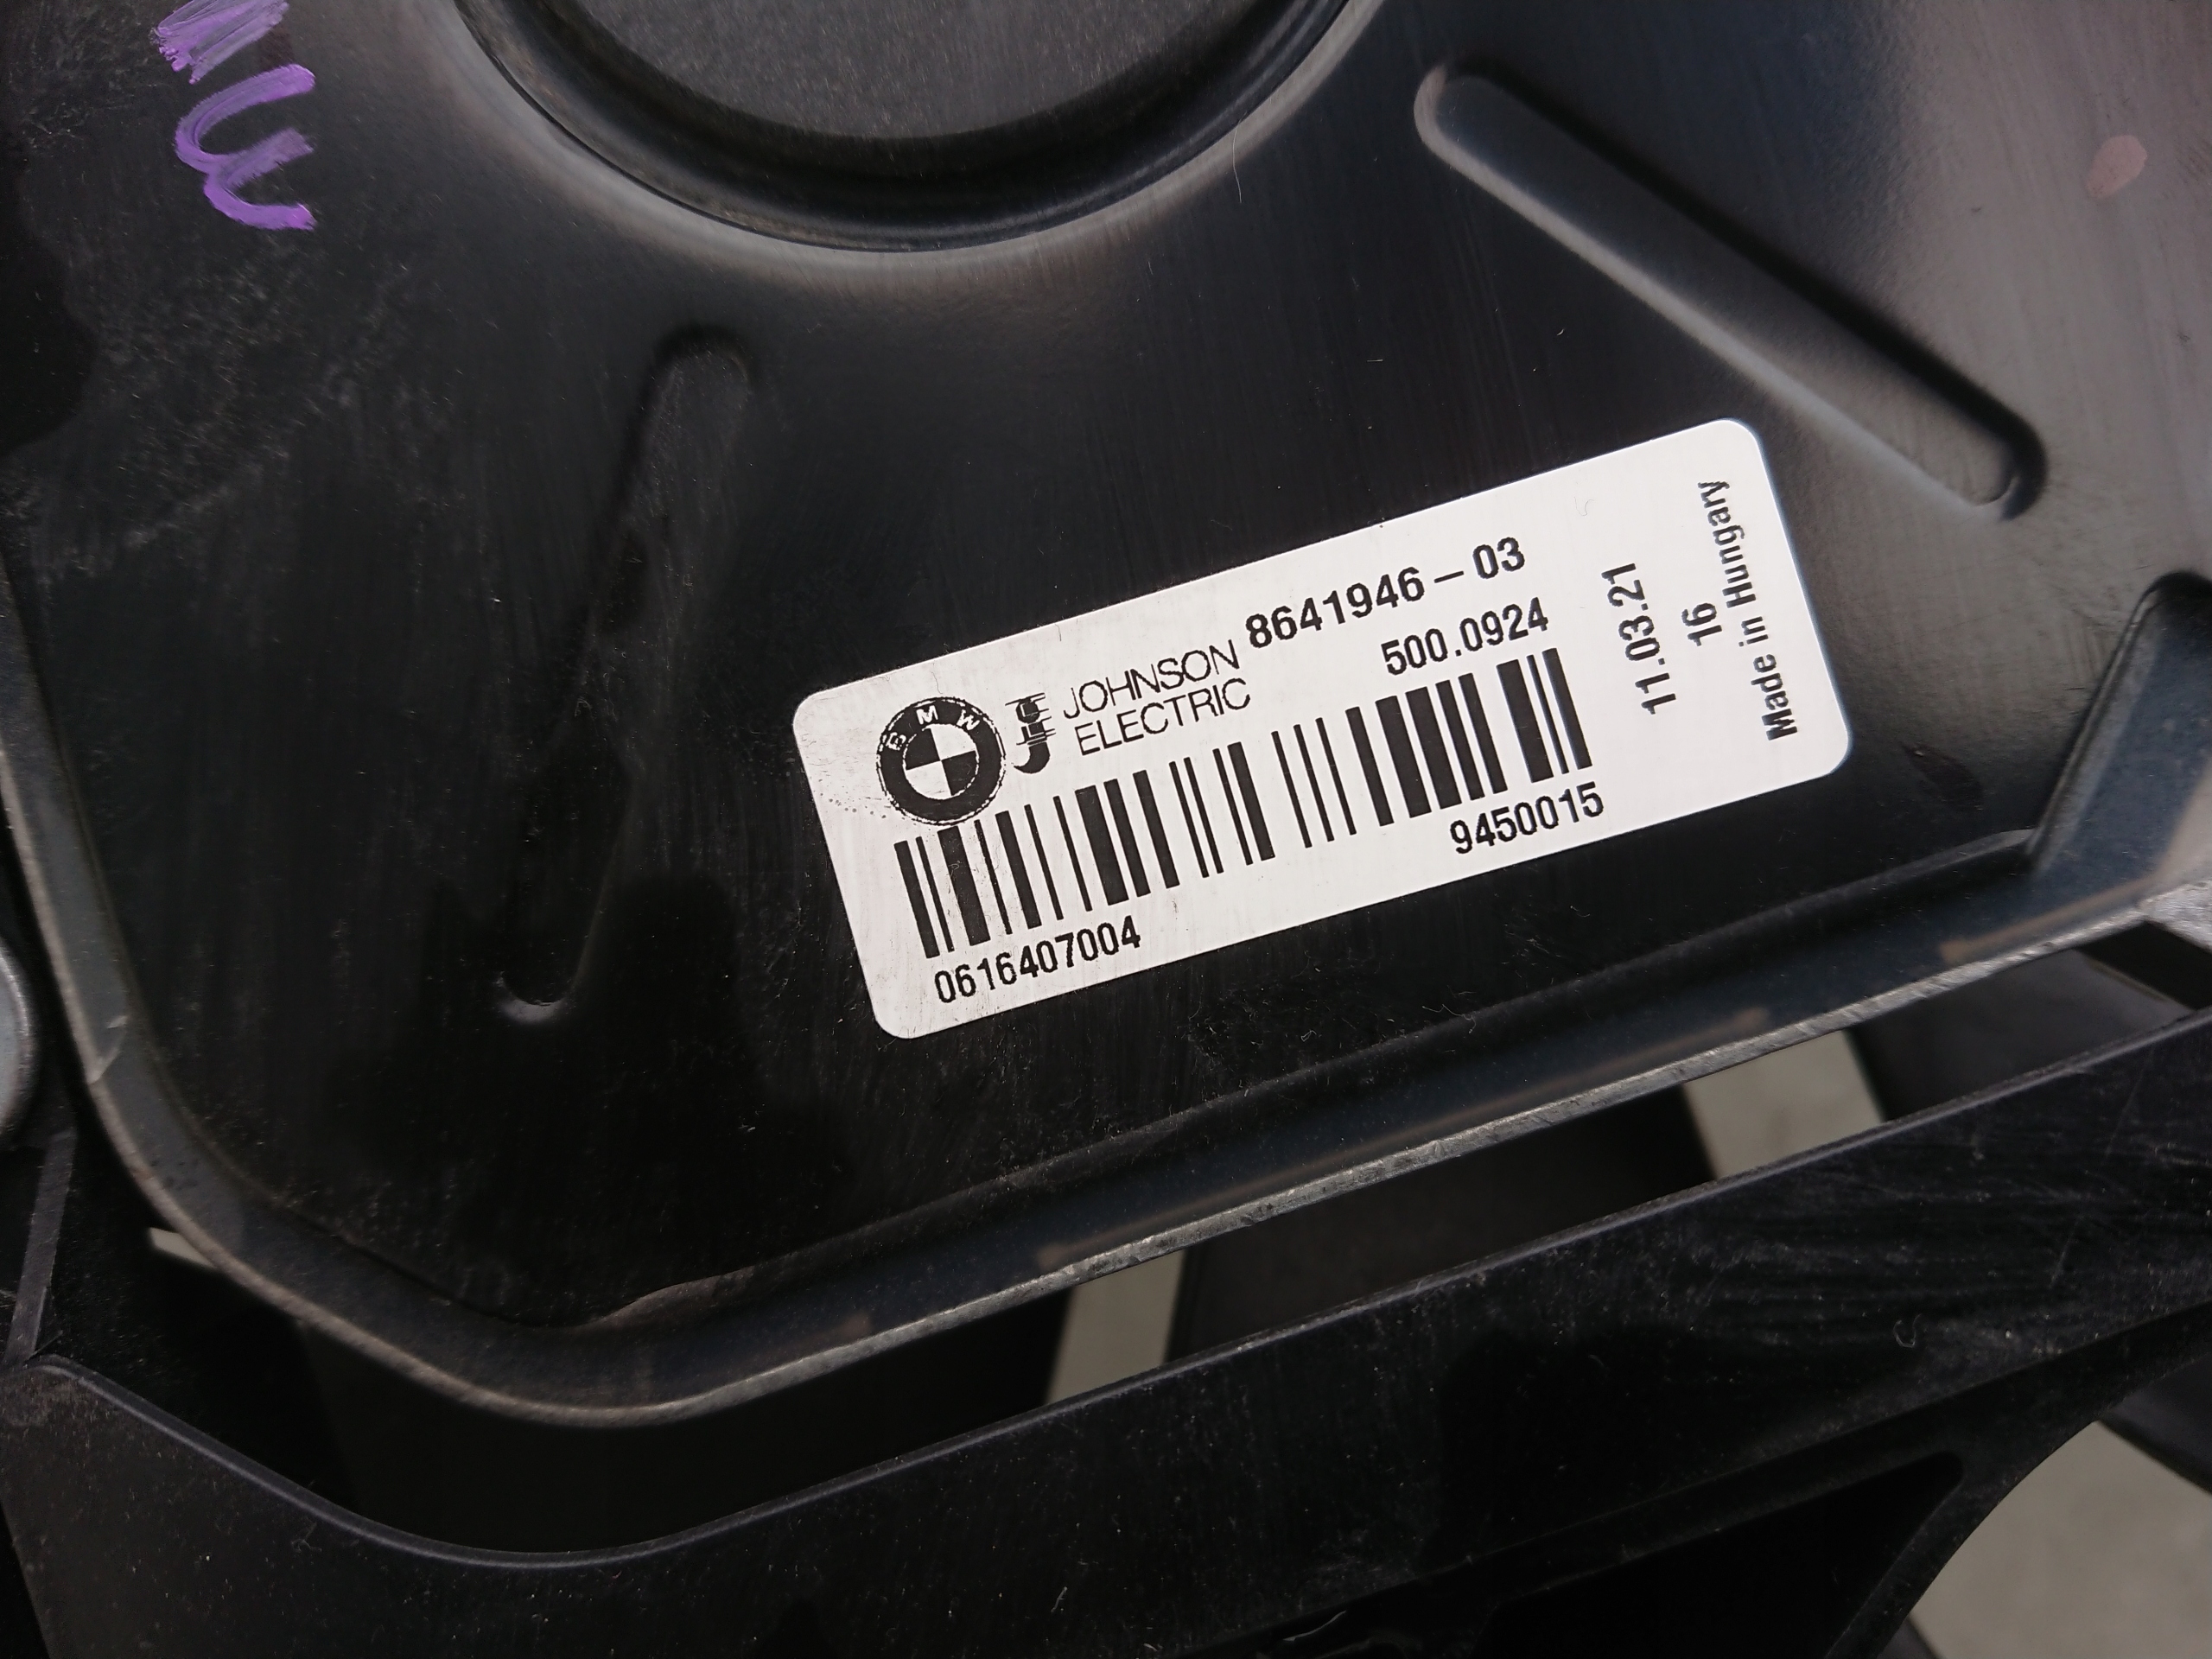 BMW
JOHNSON
ELECTRIC
8641946-03
500.0924
9450015
0616407004
11.03.21
16
Made in Hungary